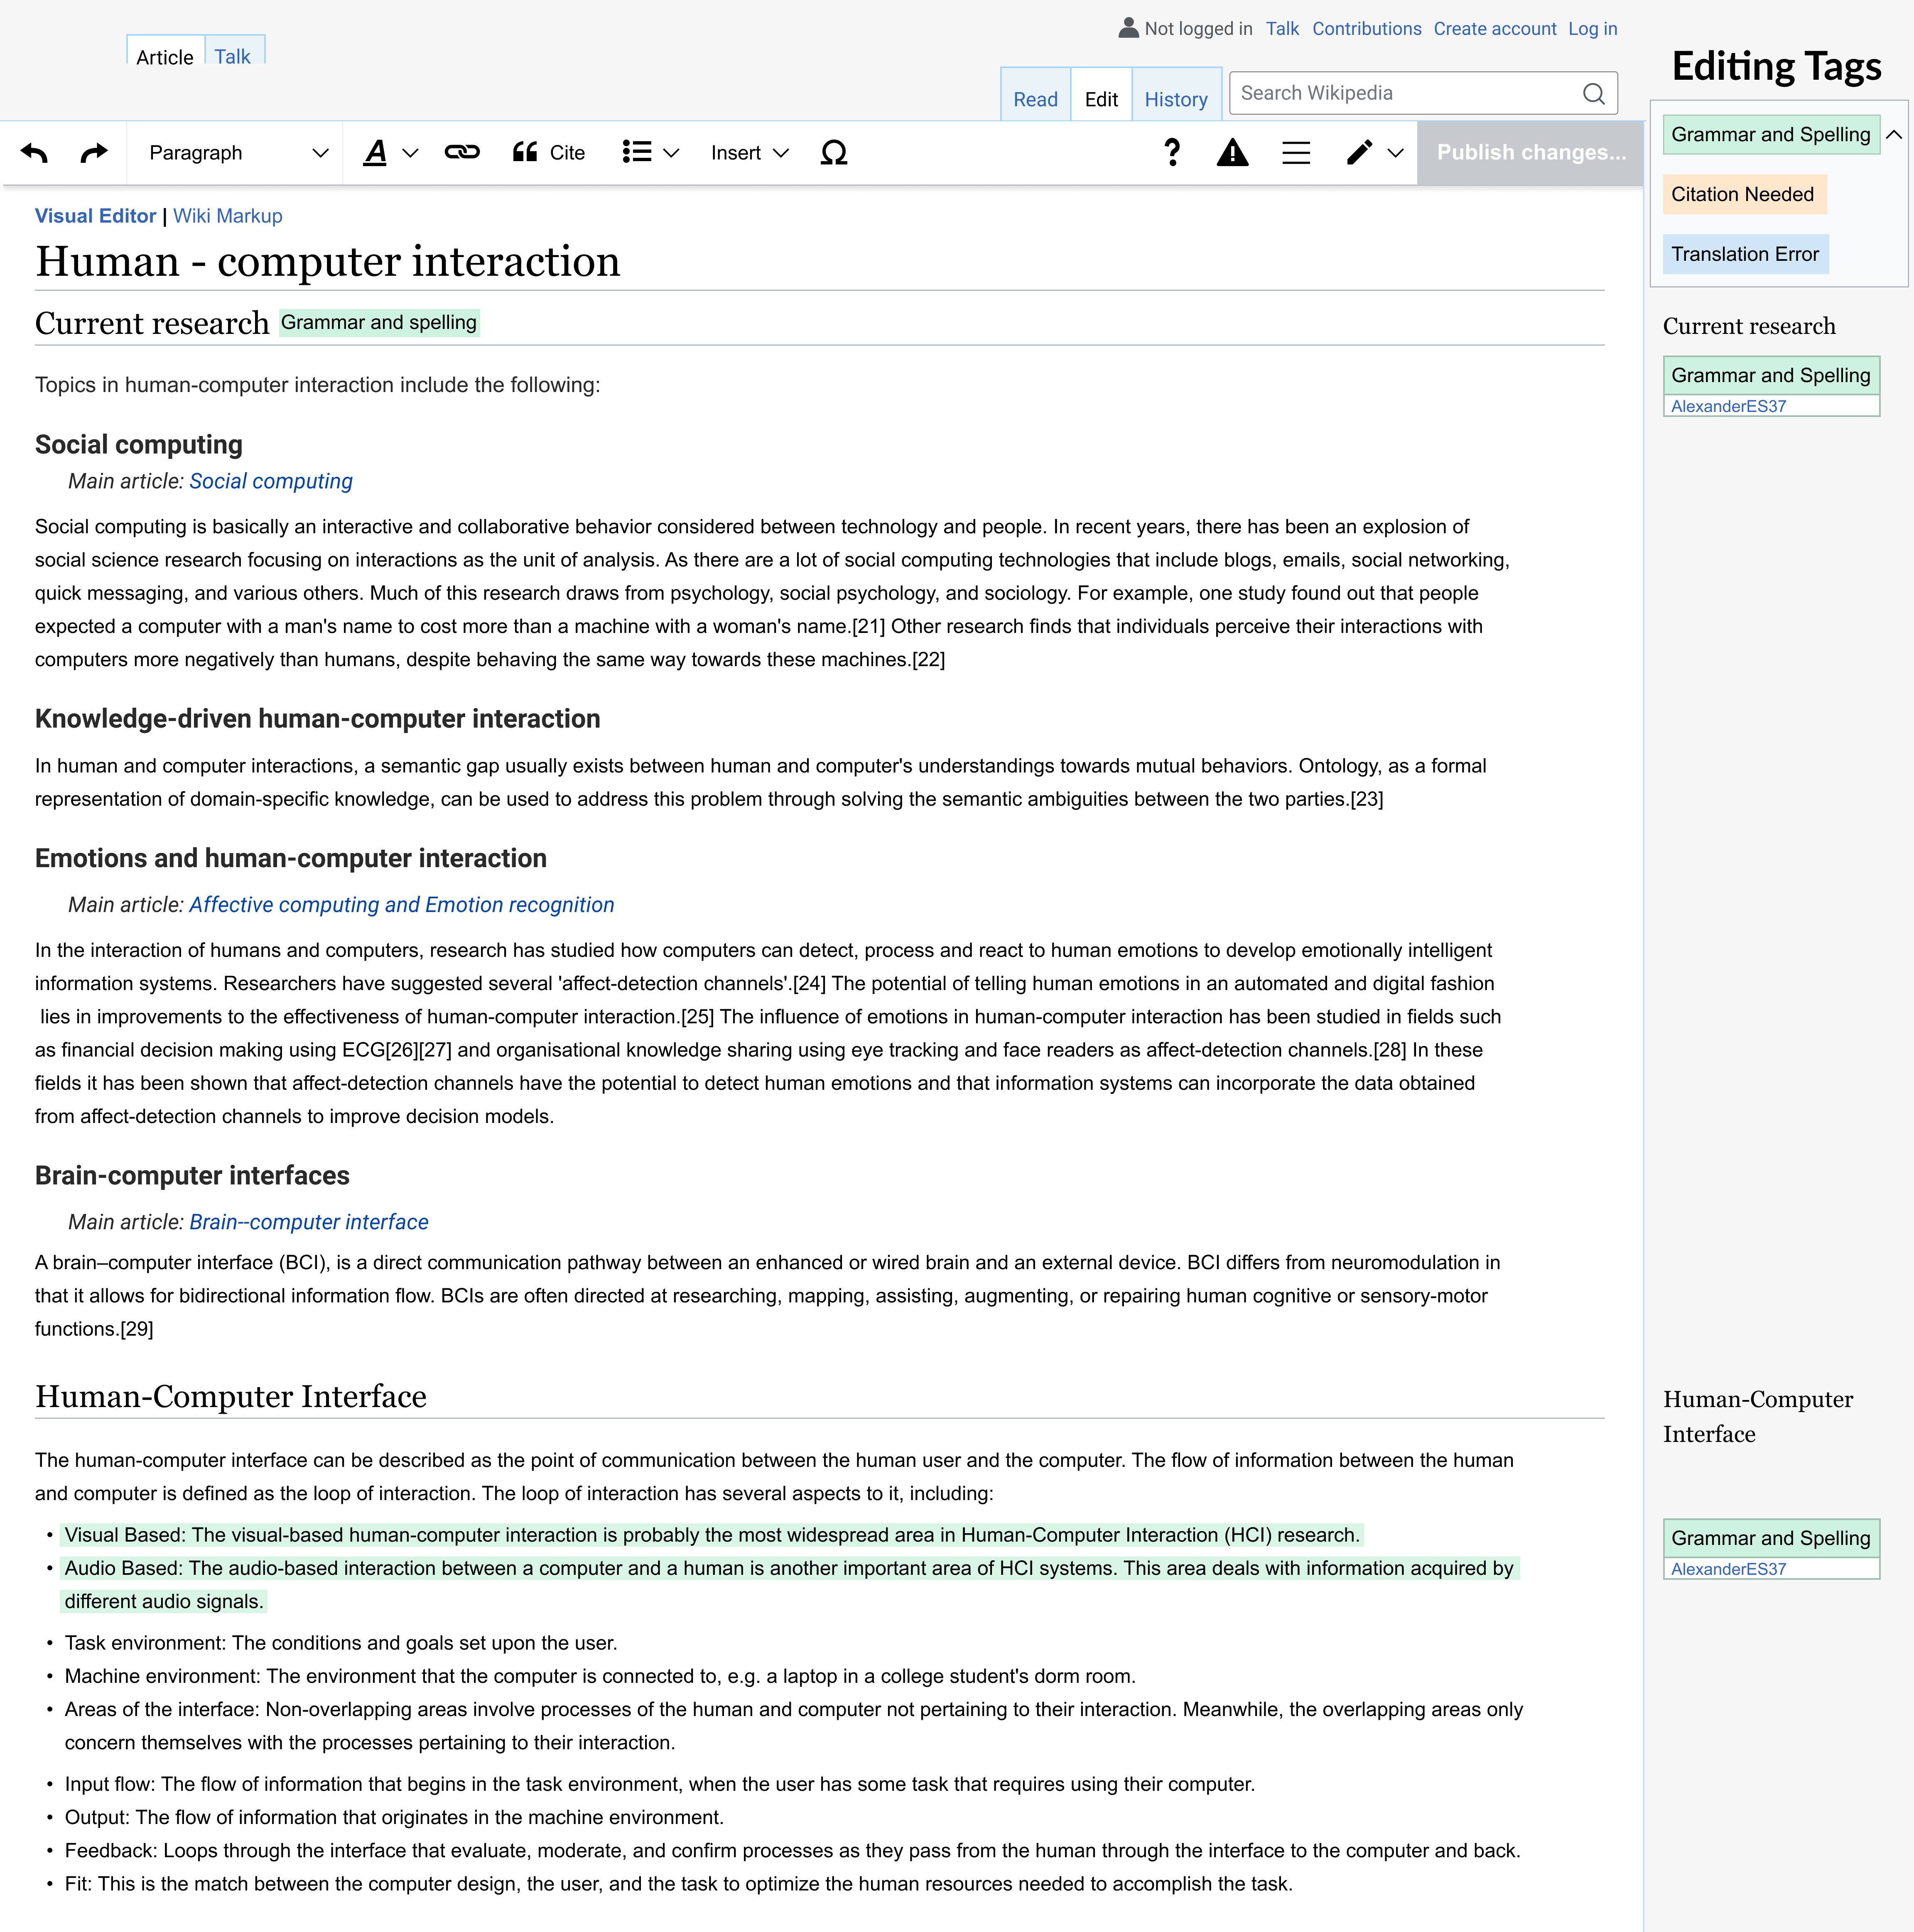 Not logged in Talk Contributions Create account Log in
Article Talk
Read Edit History Search Wikipedia
Paragraph A Cite Insert Ω ? Publish changes...
Visual Editor | Wiki Markup
Human - computer interaction
Current research Grammar and spelling
Topics in human-computer interaction include the following:
Social computing
Main article: Social computing
Social computing is basically an interactive and collaborative behavior considered between technology and people. In recent years, there has been an explosion of
social science research focusing on interactions as the unit of analysis. As there are a lot of social computing technologies that include blogs, emails, social networking,
quick messaging, and various others. Much of this research draws from psychology, social psychology, and sociology. For example, one study found out that people
expected a computer with a man's name to cost more than a machine with a woman's name.[21] Other research finds that individuals perceive their interactions with
computers more negatively than humans, despite behaving the same way towards these machines.[22]
Knowledge-driven human-computer interaction
In human and computer interactions, a semantic gap usually exists between human and computer's understandings towards mutual behaviors. Ontology, as a formal
representation of domain-specific knowledge, can be used to address this problem through solving the semantic ambiguities between the two parties.[23]
Emotions and human-computer interaction
Main article: Affective computing and Emotion recognition
In the interaction of humans and computers, research has studied how computers can detect, process and react to human emotions to develop emotionally intelligent
information systems. Researchers have suggested several 'affect-detection channels'.[24] The potential of telling human emotions in an automated and digital fashion
lies in improvements to the effectiveness of human-computer interaction.[25] The influence of emotions in human-computer interaction has been studied in fields such
as financial decision making using ECG[26][27] and organisational knowledge sharing using eye tracking and face readers as affect-detection channels.[28] In these
fields it has been shown that affect-detection channels have the potential to detect human emotions and that information systems can incorporate the data obtained
from affect-detection channels to improve decision models.
Brain-computer interfaces
Main article: Brain--computer interface
A brain–computer interface (BCI), is a direct communication pathway between an enhanced or wired brain and an external device. BCI differs from neuromodulation in
that it allows for bidirectional information flow. BCIs are often directed at researching, mapping, assisting, augmenting, or repairing human cognitive or sensory-motor
functions.[29]
Human-Computer Interface
The human-computer interface can be described as the point of communication between the human user and the computer. The flow of information between the human
and computer is defined as the loop of interaction. The loop of interaction has several aspects to it, including:
• Visual Based: The visual-based human-computer interaction is probably the most widespread area in Human-Computer Interaction (HCI) research.
• Audio Based: The audio-based interaction between a computer and a human is another important area of HCI systems. This area deals with information acquired by
different audio signals.
• Task environment: The conditions and goals set upon the user.
• Machine environment: The environment that the computer is connected to, e.g. a laptop in a college student's dorm room.
• Areas of the interface: Non-overlapping areas involve processes of the human and computer not pertaining to their interaction. Meanwhile, the overlapping areas only
concern themselves with the processes pertaining to their interaction.
• Input flow: The flow of information that begins in the task environment, when the user has some task that requires using their computer.
• Output: The flow of information that originates in the machine environment.
• Feedback: Loops through the interface that evaluate, moderate, and confirm processes as they pass from the human through the interface to the computer and back.
• Fit: This is the match between the computer design, the user, and the task to optimize the human resources needed to accomplish the task.
Editing Tags
Grammar and Spelling
Citation Needed
Translation Error
Current research
Grammar and Spelling
AlexanderES37
Human-Computer
Interface
Grammar and Spelling
AlexanderES37